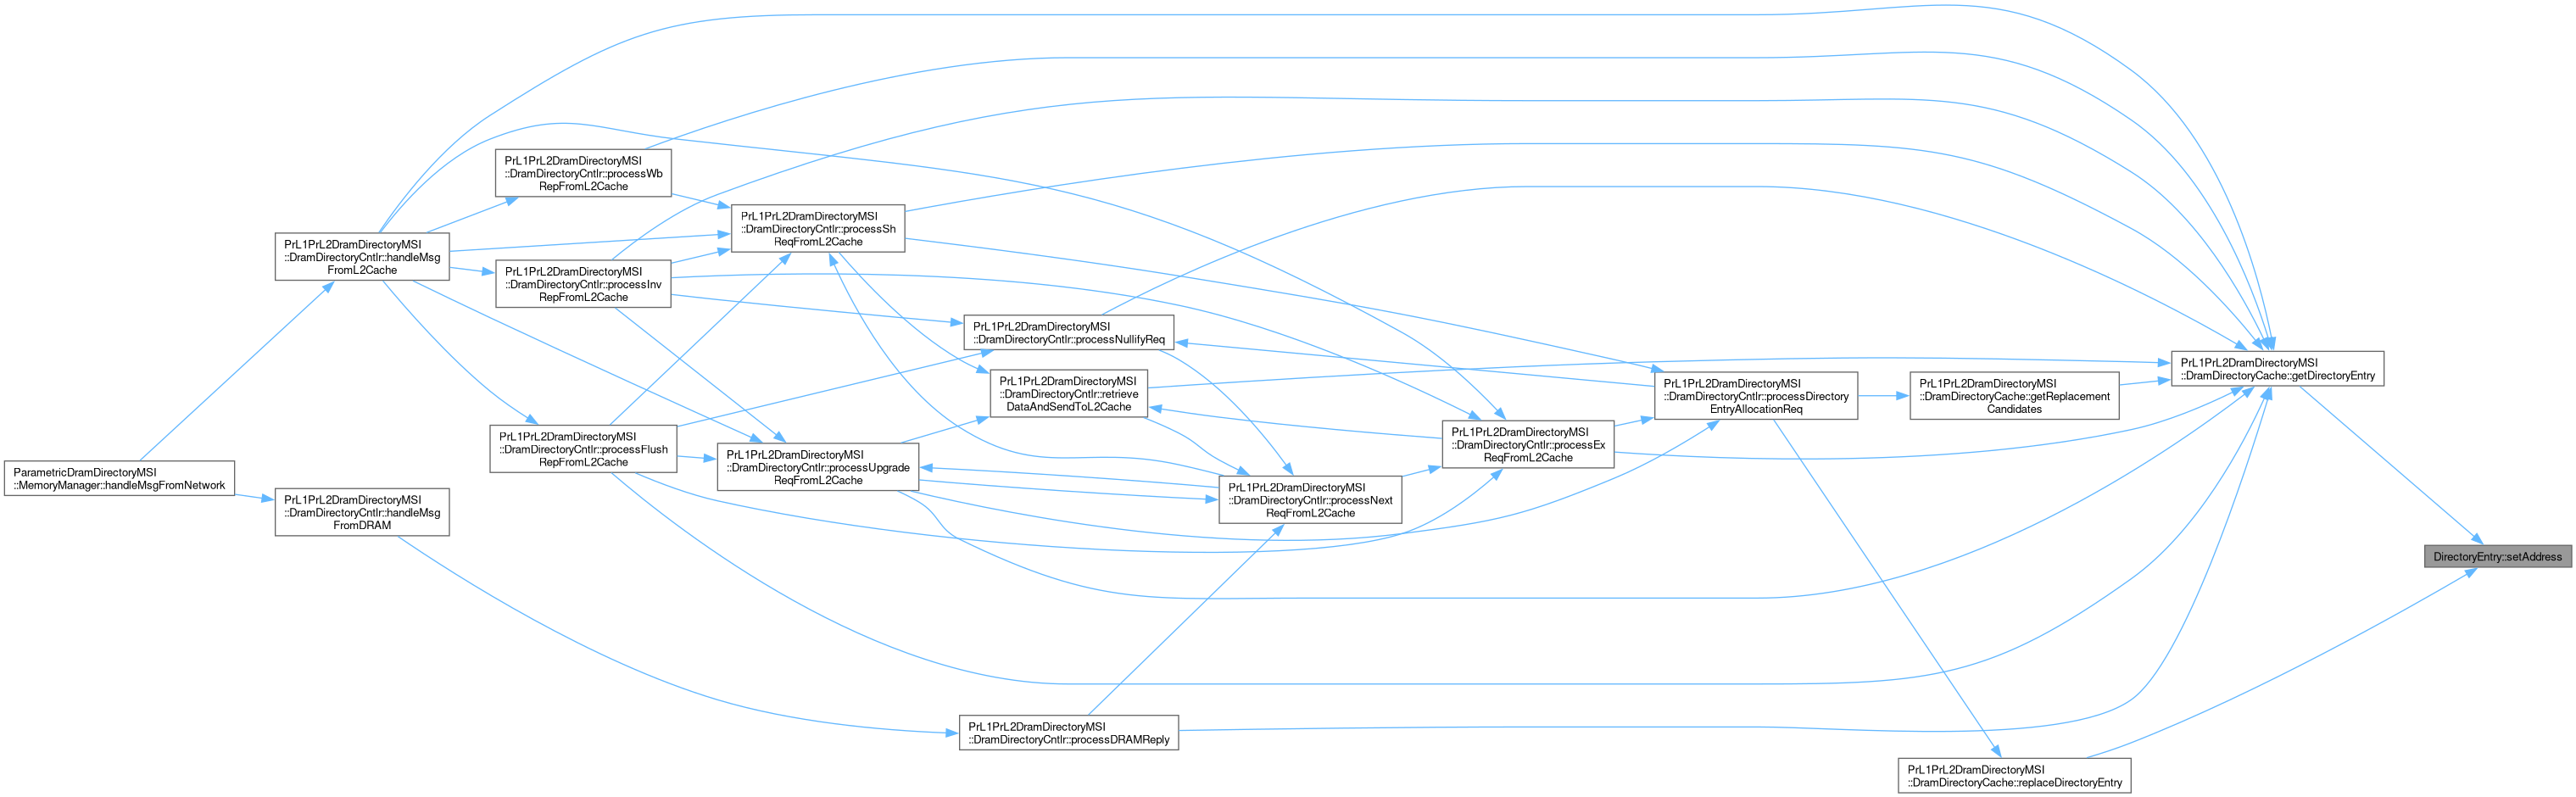 PrL1PrL2DramDirectoryMSI
::DramDirectoryCntlr::processWb
RepFromL2Cache
PrL1PrL2DramDirectoryMSI
::DramDirectoryCntlr::processSh
ReqFromL2Cache
PrL1PrL2DramDirectoryMSI
::DramDirectoryCntlr::handleMsg
FromL2Cache
PrL1PrL2DramDirectoryMSI
::DramDirectoryCntlr::processInv
RepFromL2Cache
PrL1PrL2DramDirectoryMSI
::DramDirectoryCntlr::processNullifyReq
PrL1PrL2DramDirectoryMSI
::DramDirectoryCache::getDirectoryEntry
PrL1PrL2DramDirectoryMSI
::DramDirectoryCntlr::retrieve
DataAndSendToL2Cache
PrL1PrL2DramDirectoryMSI
::DramDirectoryCntlr::processDirectory
EntryAllocationReq
PrL1PrL2DramDirectoryMSI
::DramDirectoryCache::getReplacement
Candidates
PrL1PrL2DramDirectoryMSI
::DramDirectoryCntlr::processEx
ReqFromL2Cache
PrL1PrL2DramDirectoryMSI
::DramDirectoryCntlr::processFlush
RepFromL2Cache
PrL1PrL2DramDirectoryMSI
::DramDirectoryCntlr::processUpgrade
ReqFromL2Cache
ParametricDramDirectoryMSI
::MemoryManager::handleMsgFromNetwork
PrL1PrL2DramDirectoryMSI
::DramDirectoryCntlr::processNext
ReqFromL2Cache
PrL1PrL2DramDirectoryMSI
::DramDirectoryCntlr::handleMsg
FromDRAM
DirectoryEntry::setAddress
PrL1PrL2DramDirectoryMSI
::DramDirectoryCntlr::processDRAMReply
PrL1PrL2DramDirectoryMSI
::DramDirectoryCache::replaceDirectoryEntry